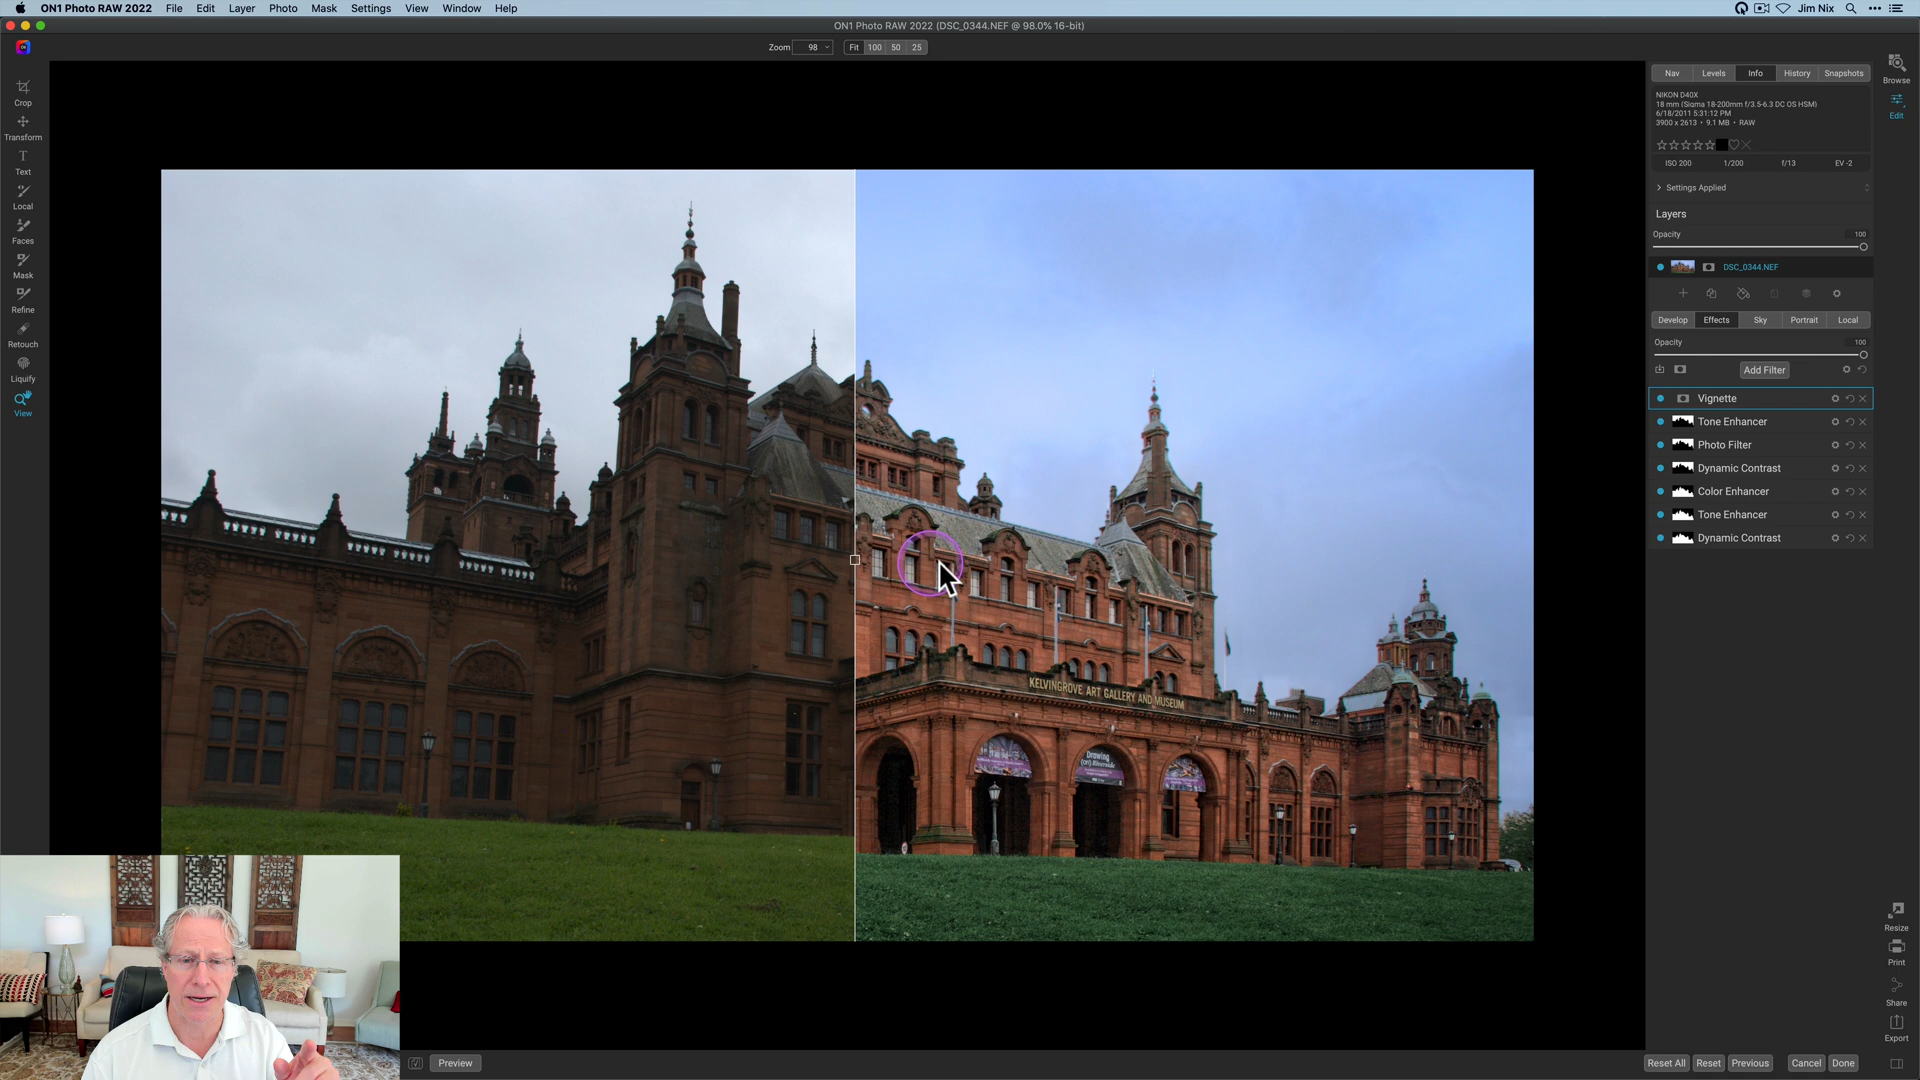 ON1 Photo RAW 2022 File Edit Layer Photo Mask Settings View Window Help Jim Nix
ON1 Photo RAW 2022 (DSC_0344.NEF @ 98.0% 16-bit)
Zoom 98 Fit 100 50 25
Crop
Transform
Text
Local
Faces
Mask
Refine
Retouch
Liquify
View
KELVINGROVE ART GALLERY AND MUSEUM
Drawing
(on) Riverside
Nav Levels Info History Snapshots
NIKON D40X
18 mm (Sigma 18-200mm f/3.5-6.3 DC OS HSM)
6/18/2011 5:31:12 PM
3900 x 2613 • 9.1 MB • RAW
ISO 200 1/200 f/13 EV -2
Settings Applied
Layers
Opacity 100
DSC_0344.NEF
Develop Effects Sky Portrait Local
Opacity 100
Add Filter
Vignette
Tone Enhancer
Photo Filter
Dynamic Contrast
Color Enhancer
Tone Enhancer
Dynamic Contrast
Browse
Edit
Resize
Print
Share
Export
Preview
Reset All Reset Previous Cancel Done